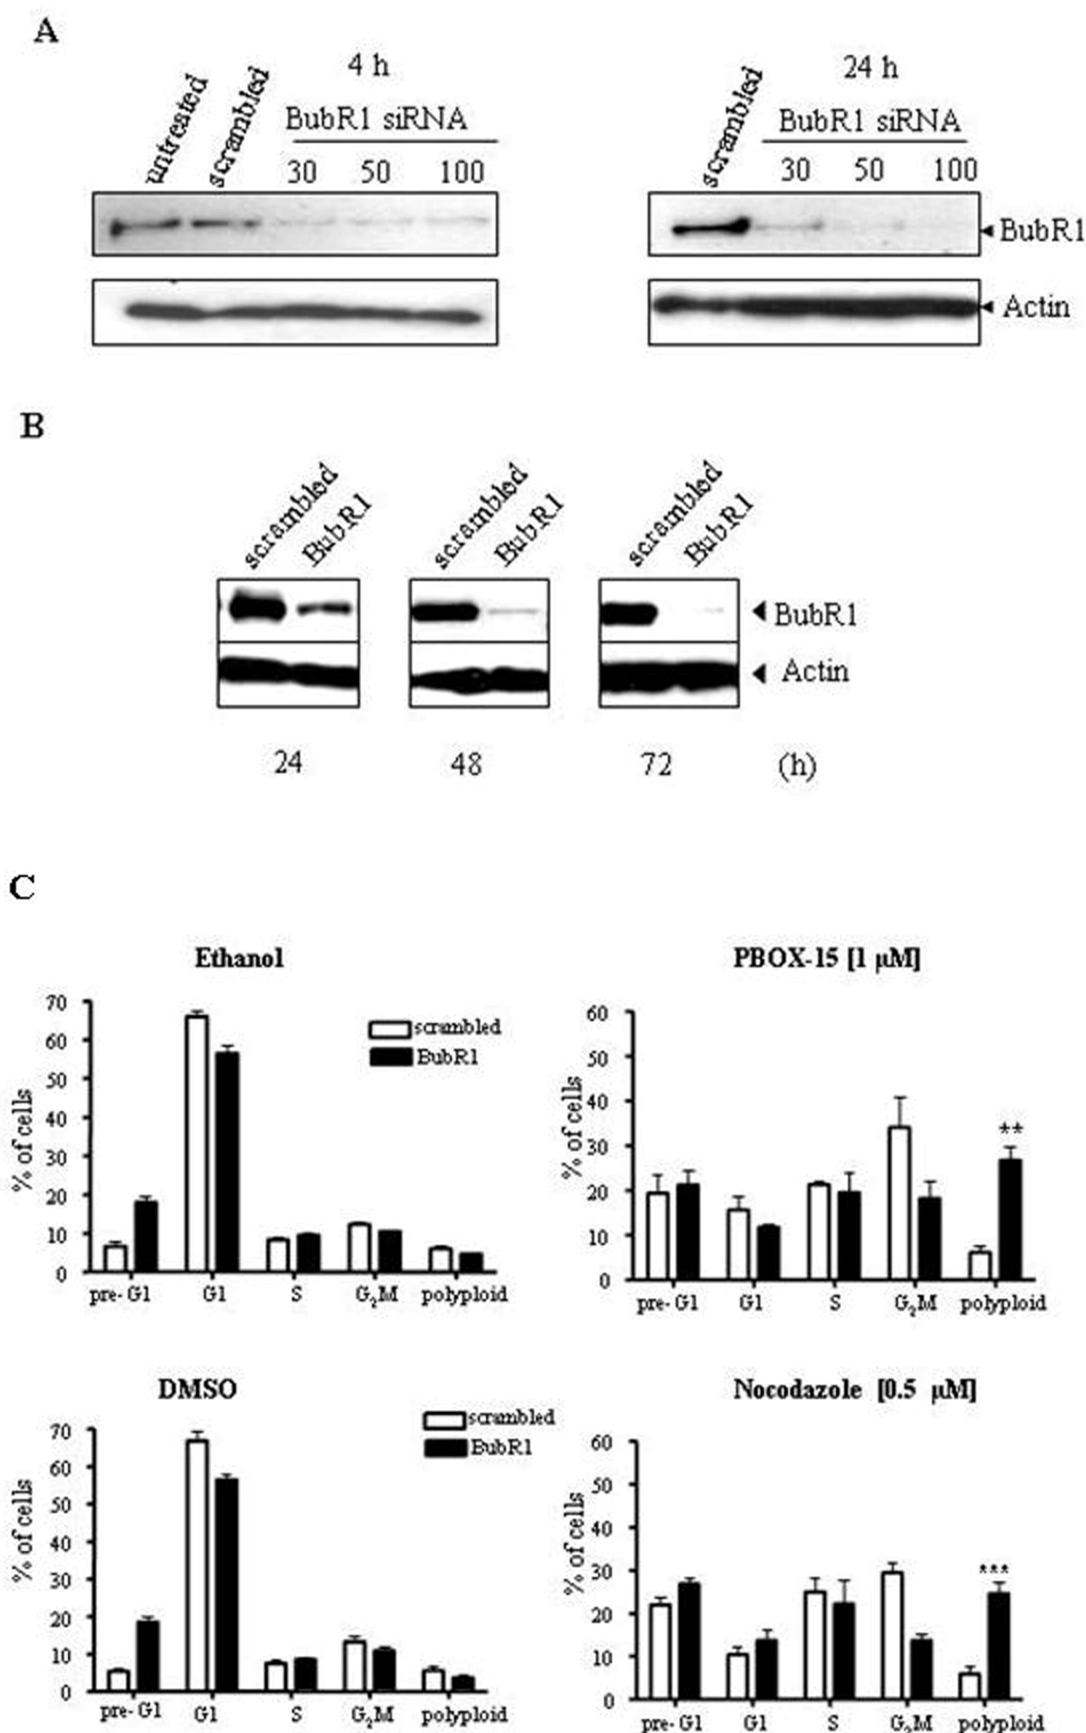 A
4 h
24 h
untreated
scrambled
BubR1 siRNA
30 50 100
scrambled
BubR1 siRNA
30 50 100
BubR1
Actin
B
scrambled
BubR1
scrambled
BubR1
scrambled
BubR1
BubR1
Actin
24 48 72 (h)
C
Ethanol
scrambled
BubR1
% of cells
70
60
50
40
30
20
10
0
pre-G1 G1 S G2M polyploid
PBOX-15 [1 μM]
% of cells
60
50
40
30
20
10
0
**
pre-G1 G1 S G2M polyploid
DMSO
scrambled
BubR1
% of cells
70
60
50
40
30
20
10
0
pre-G1 G1 S G2M polyploid
Nocodazole [0.5 μM]
% of cells
60
50
40
30
20
10
0
***
pre-G1 G1 S G2M polyploid